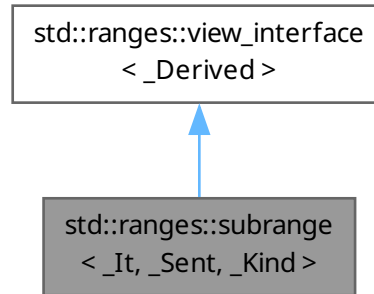 std::ranges::view_interface
< _Derived >
std::ranges::subrange
< _It, _Sent, _Kind >